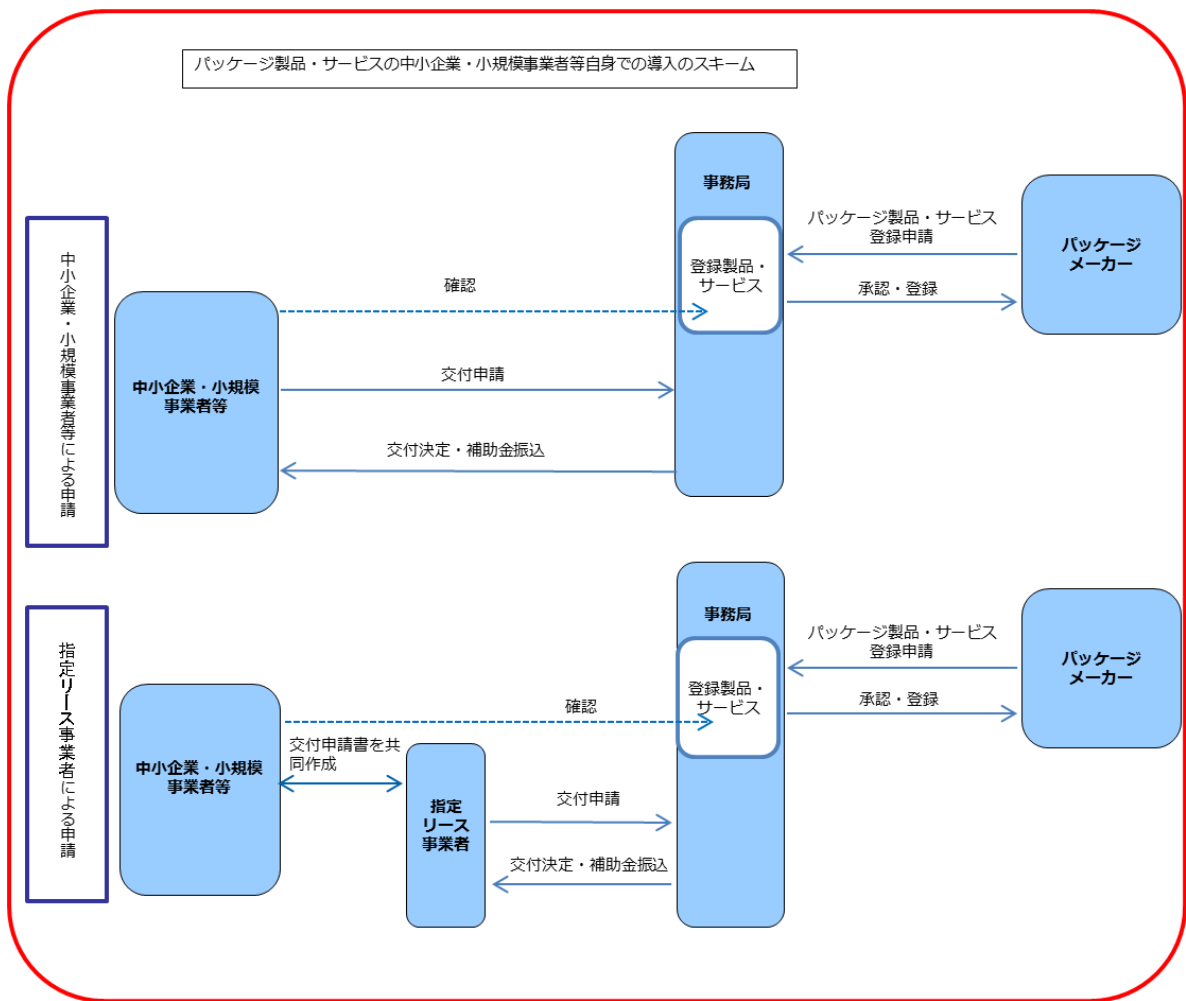 パッケージ製品・サービスの中小企業・小規模事業者等自身での導入のスキーム
中小企業・小規模事業者等による申請
中小企業・小規模
事業者等
確認
交付申請
交付決定・補助金振込
事務局
登録製品・
サービス
パッケージ製品・サービス
登録申請
承認・登録
パッケージ
メーカー
指定リース事業者による申請
中小企業・小規模
事業者等
確認
交付申請書を共
同作成
指定
リース
事業者
交付申請
交付決定・補助金振込
事務局
登録製品・
サービス
パッケージ製品・サービス
登録申請
承認・登録
パッケージ
メーカー